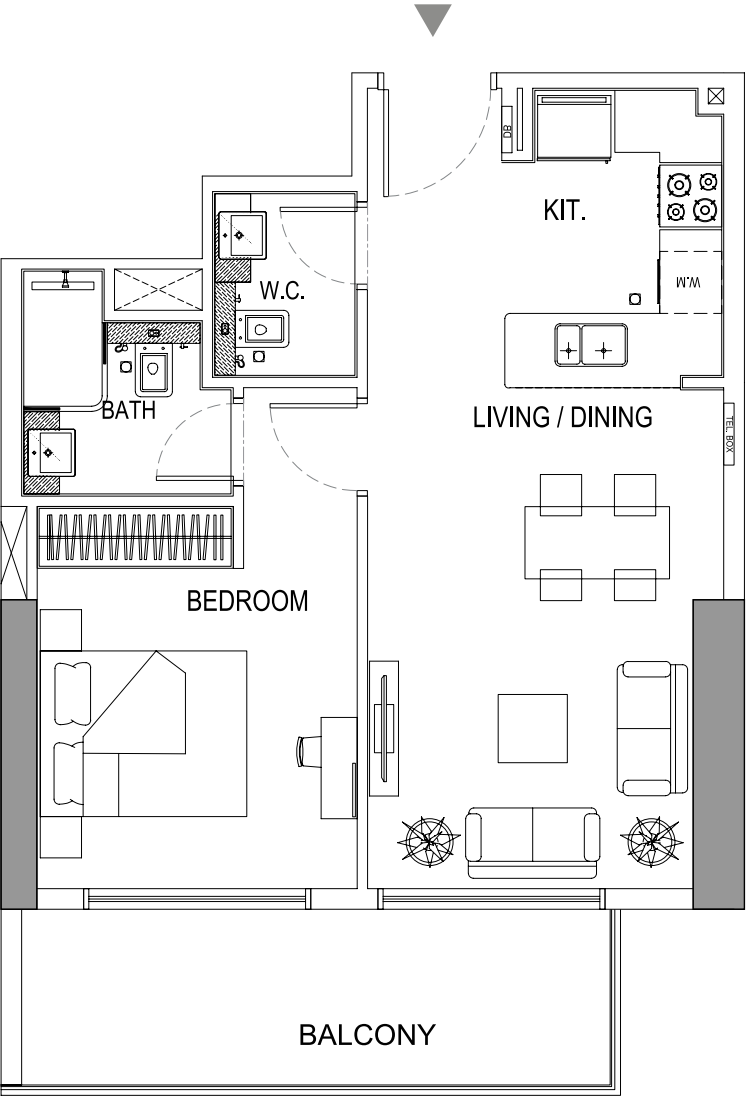 DB
KIT.
W.C.
W.M
BATH
LIVING / DINING
TEL. BOX
BEDROOM
BALCONY